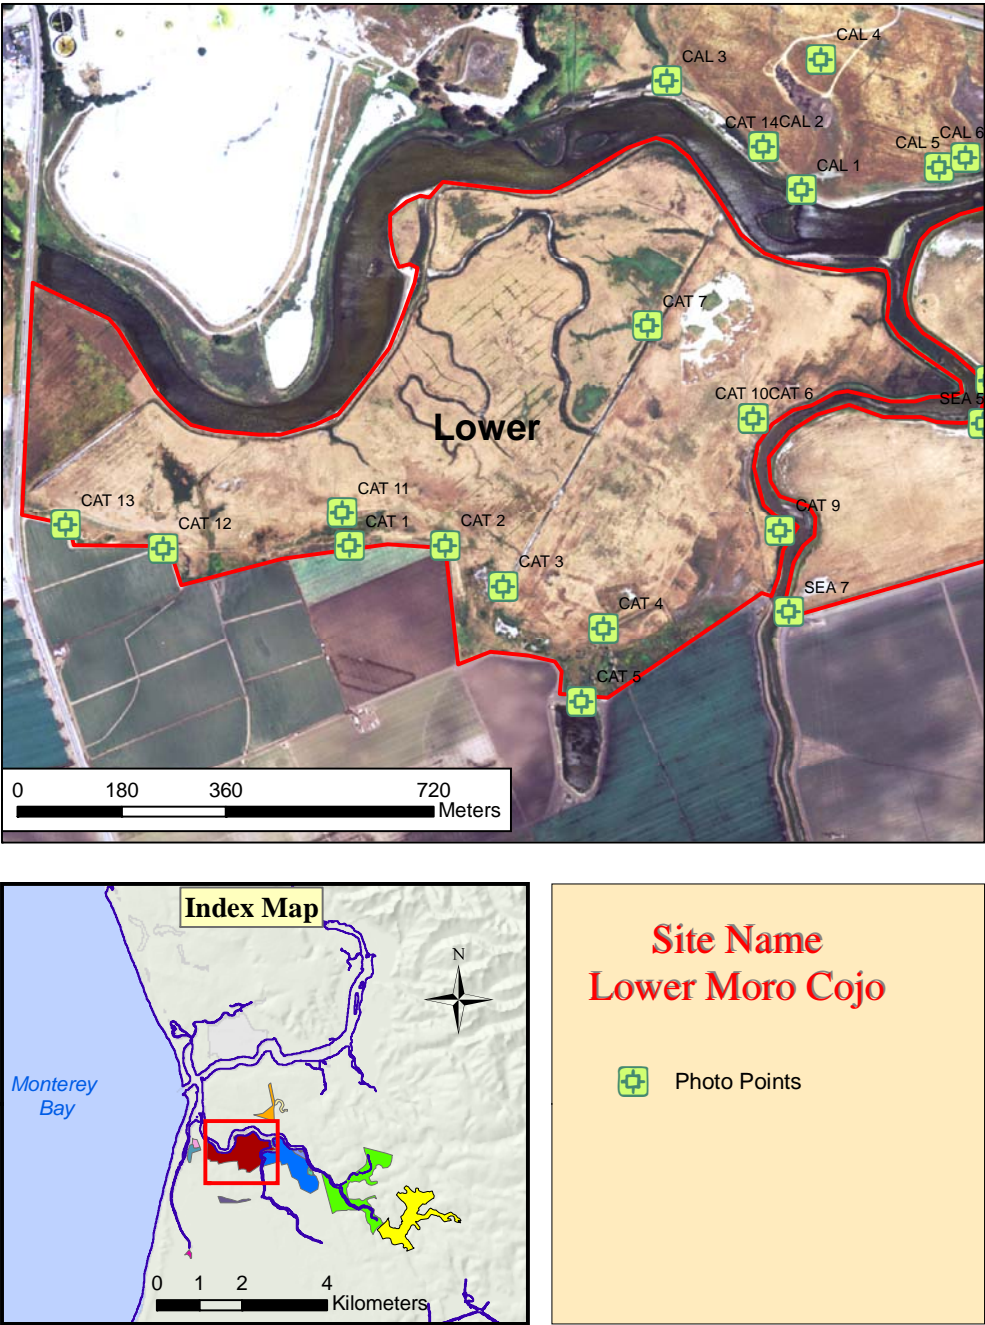 CAL 4
CAL 3
CAT 14CAL 2
CAL 6
CAL 5
CAL 1
CAT 7
CAT 10CAT 6
SEA 5
Lower
CAT 11
CAT 13
CAT 9
CAT 12
CAT 1
CAT 2
CAT 3
SEA 7
CAT 4
CAT 5
0 180 360 720
Meters
Index Map
N
Monterey
Bay
0 1 2 4
Kilometers
Site Name
Lower Moro Cojo
Photo Points